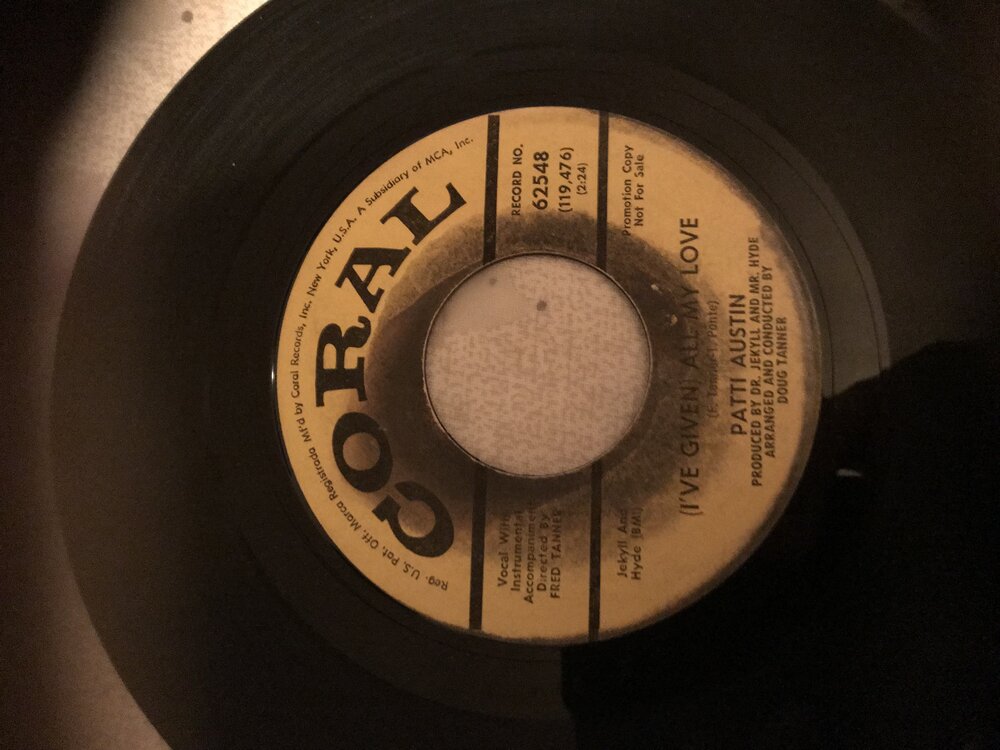 Reg. U.S. Pat. Off. Marca Registrada Mf'd by Coral Records, Inc. New York, U.S.A. A Subsidiary of MCA, Inc.
CORAL
Vocal With
Instrumental
Accompaniment
Directed By
FRED TANNER
RECORD NO.
62548
(119,476)
(2:24)
Jekyll And
Hyde (BMI)
Promotion Copy
Not For Sale
(I'VE GIVEN) ALL MY LOVE
PATTI AUSTIN
PRODUCED BY DR. JEKYLL AND MR. HYDE
ARRANGED AND CONDUCTED BY
DOUG TANNER